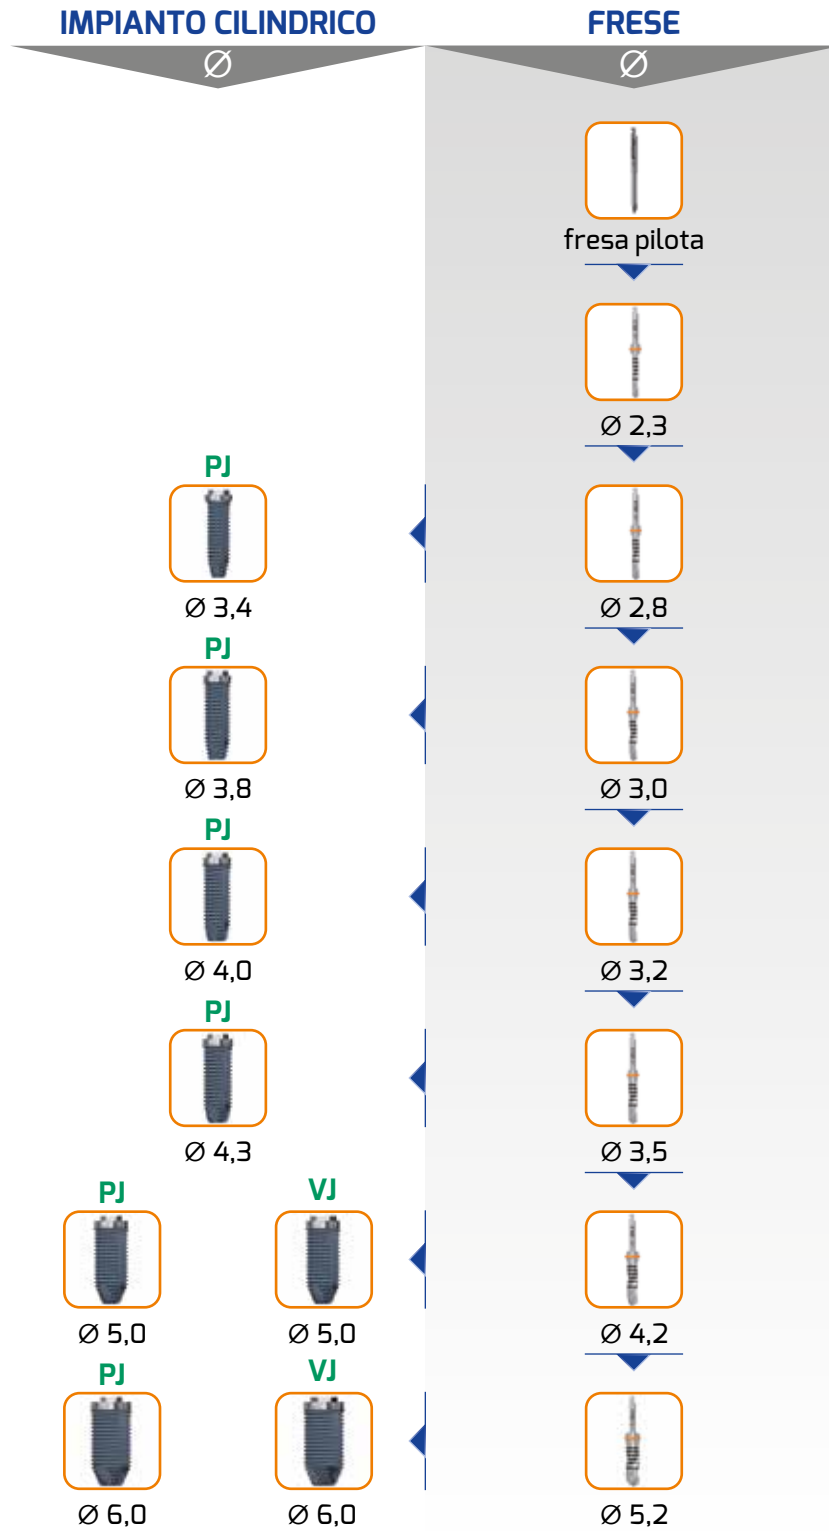 IMPIANTO CILINDRICO FRESE
Ø Ø
fresa pilota
Ø 2,3
PJ
Ø 3,4 Ø 2,8
PJ
Ø 3,8 Ø 3,0
PJ
Ø 4,0 Ø 3,2
PJ
Ø 4,3 Ø 3,5
PJ VJ
Ø 5,0 Ø 5,0 Ø 4,2
PJ VJ
Ø 6,0 Ø 6,0 Ø 5,2